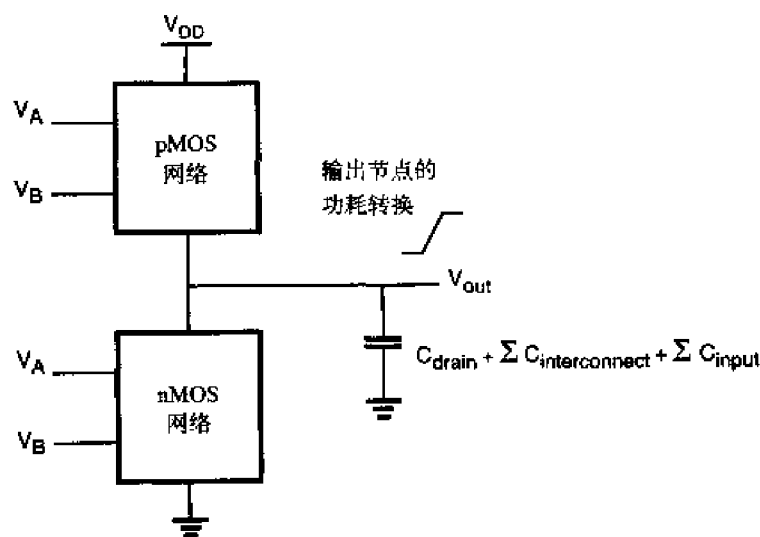 V_DD
V_A
pMOS
网络
V_B
输出节点的
功耗转换
V_out
V_A
C_drain + Σ C_interconnect + Σ C_input
nMOS
网络
V_B